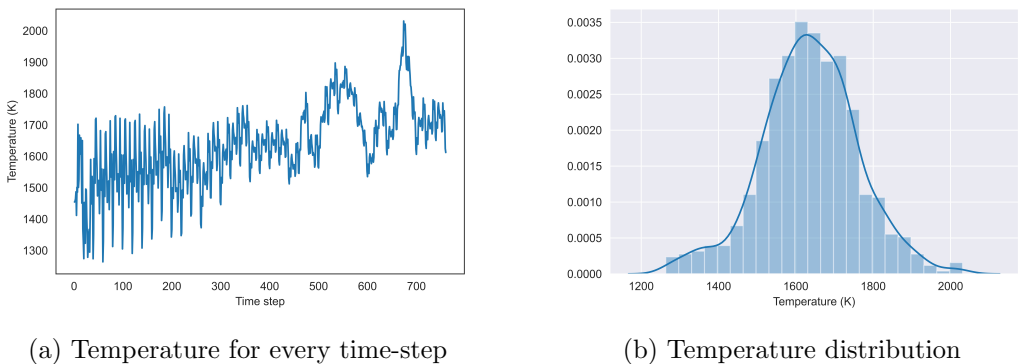 2000
1900
1800
1700
1600
1500
1400
1300
Temperature (K)
0 100 200 300 400 500 600 700
Time step
(a) Temperature for every time-step
0.0035
0.0030
0.0025
0.0020
0.0015
0.0010
0.0005
0.0000
1200 1400 1600 1800 2000
Temperature (K)
(b) Temperature distribution